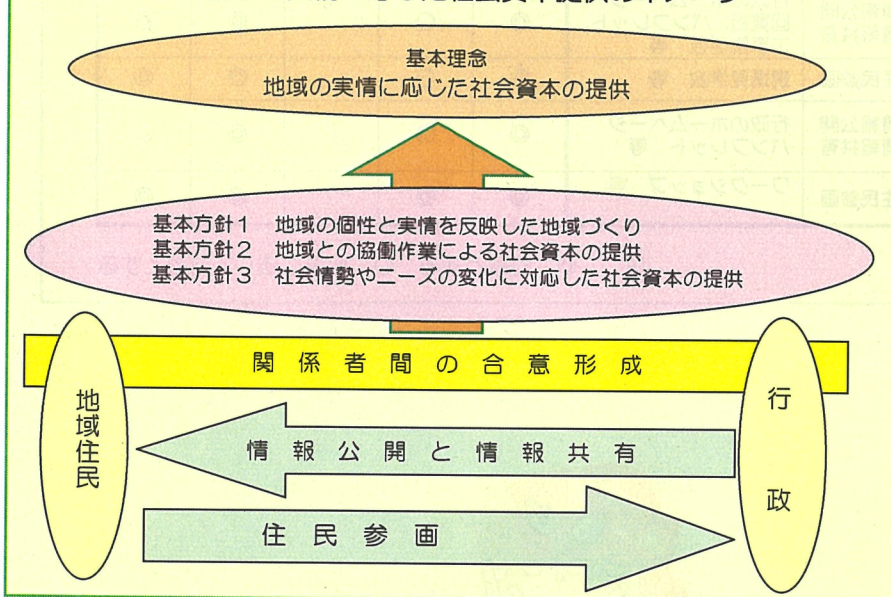 基本理念
地域の実情に応じた社会資本の提供
基本方針1 地域の個性と実情を反映した地域づくり
基本方針2 地域との協働作業による社会資本の提供
基本方針3 社会情勢やニーズの変化に対応した社会資本の提供
関係者間の合意形成
地域住民
行政
情報公開と情報共有
住民参画